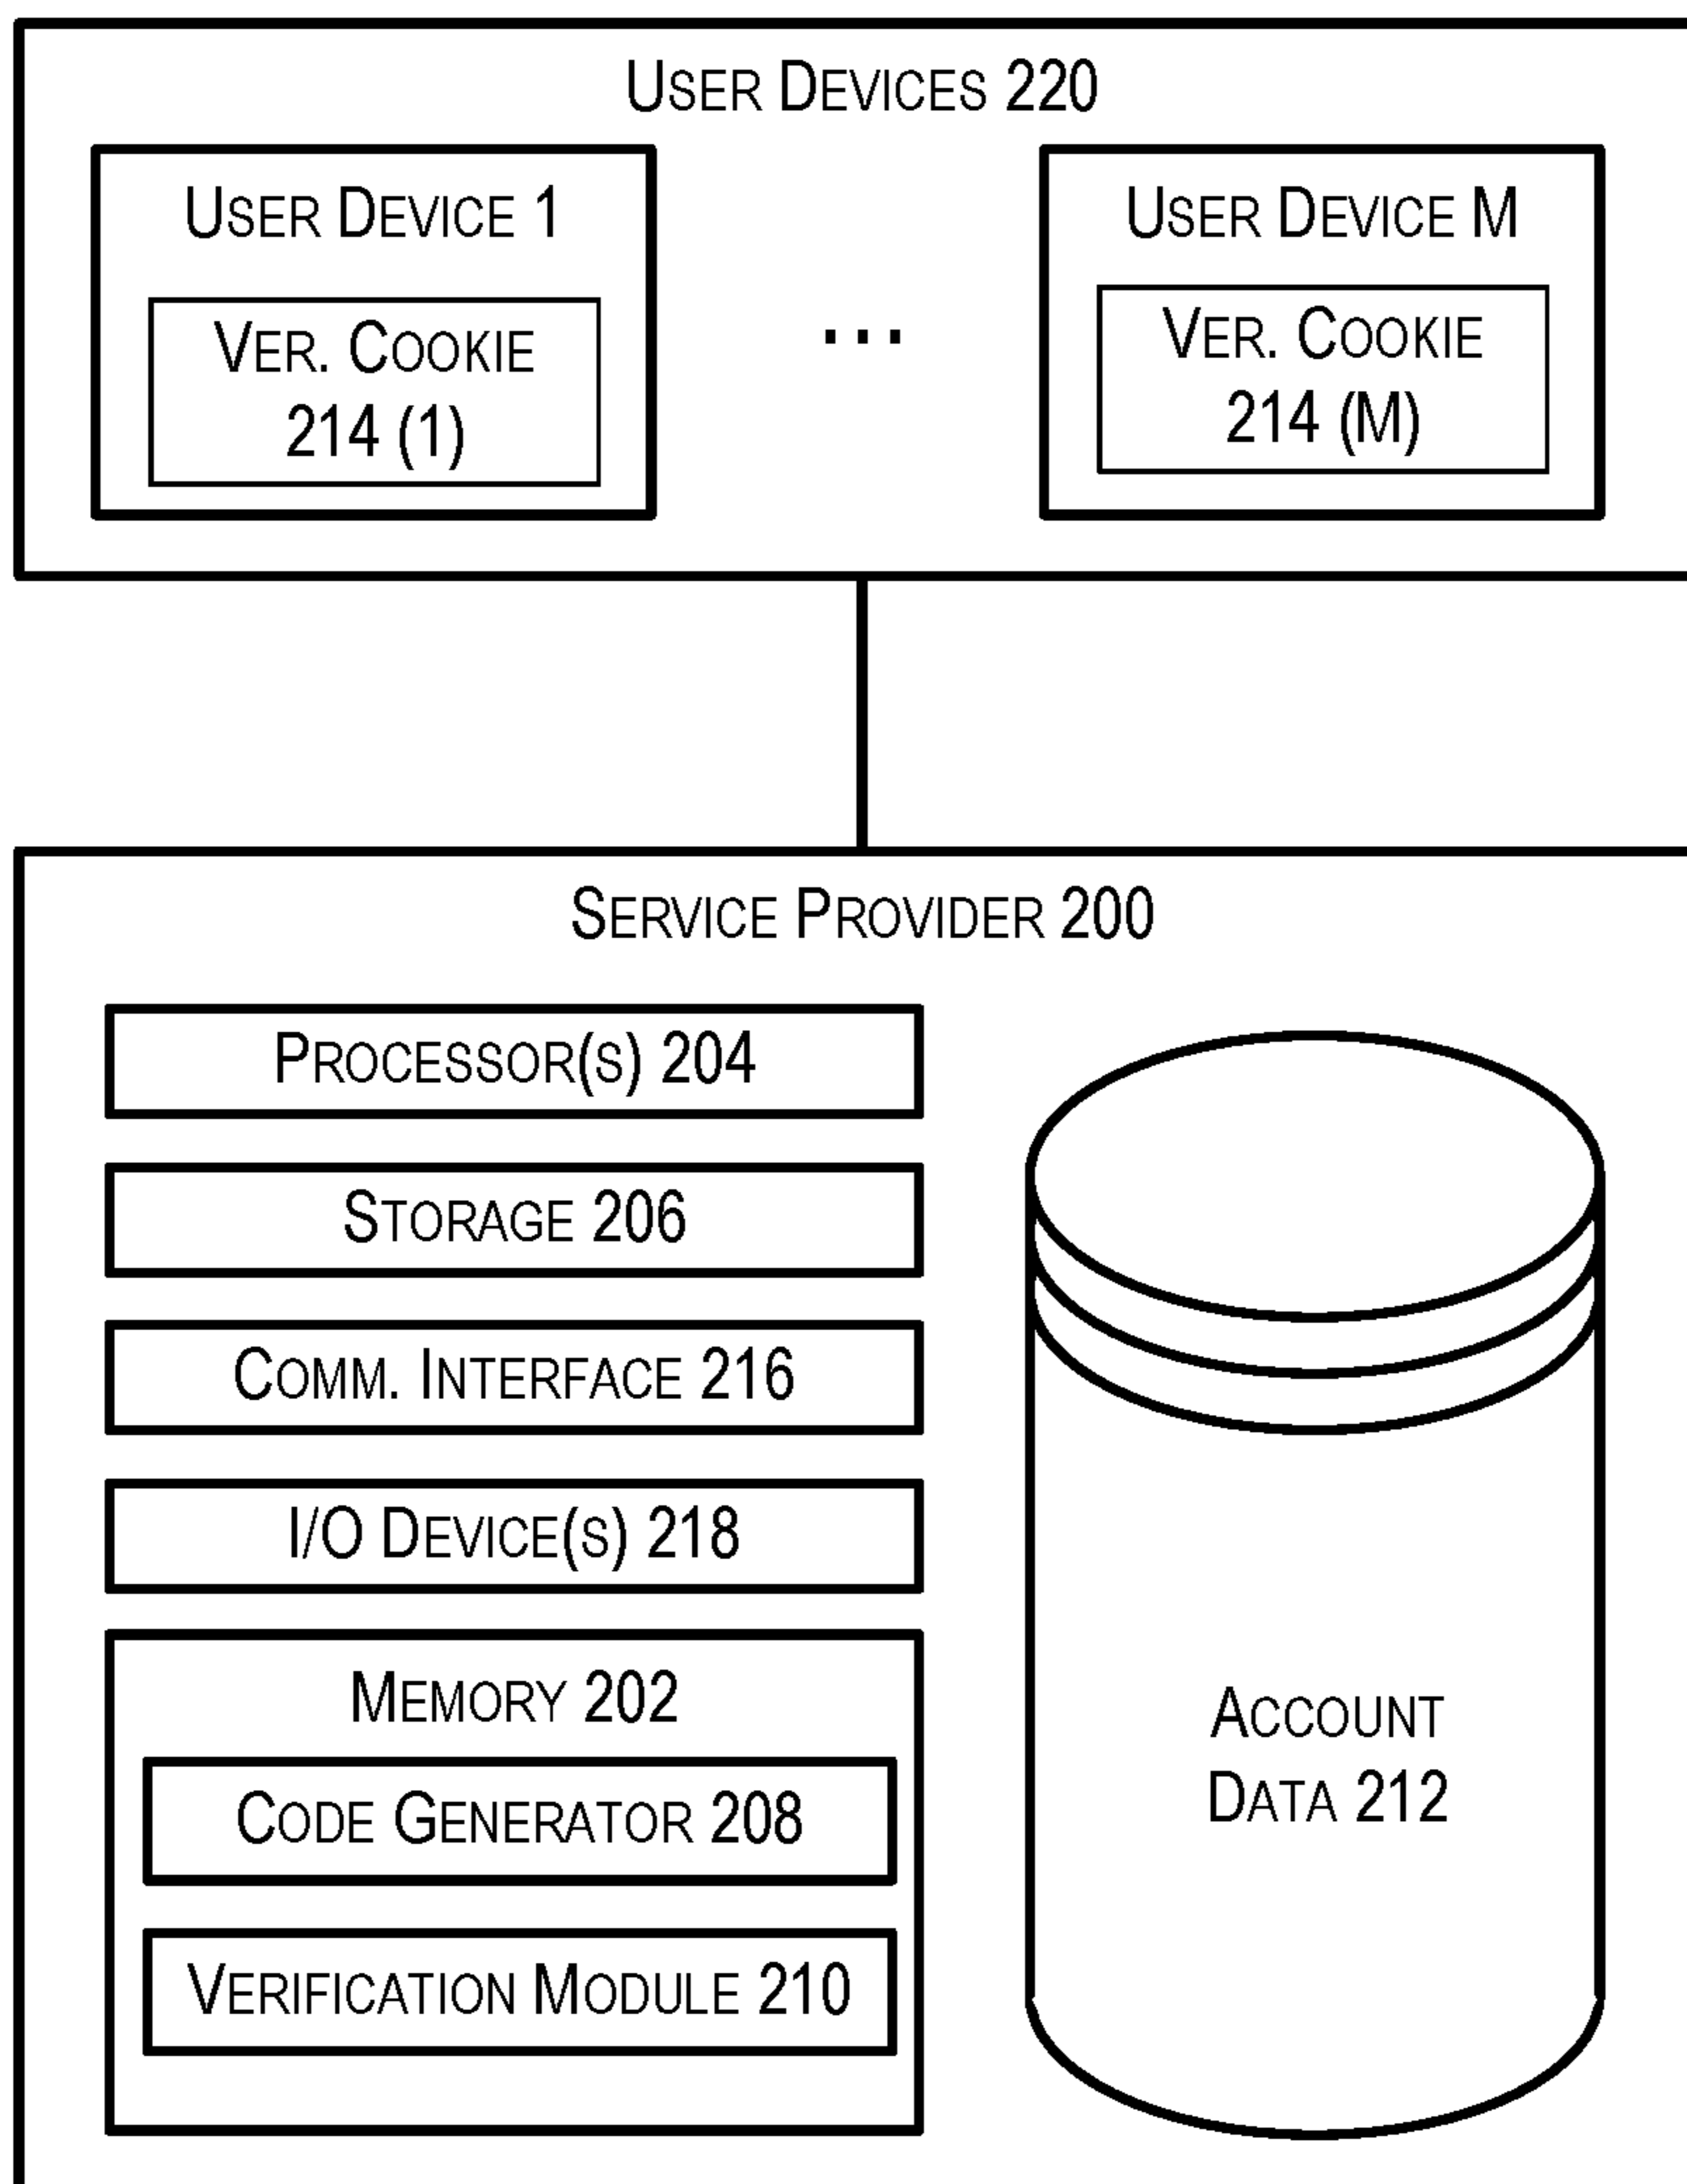 USER DEVICES 220
USER DEVICE 1
VER. COOKIE
214 (1)
...
USER DEVICE M
VER. COOKIE
214 (M)
SERVICE PROVIDER 200
PROCESSOR(S) 204
STORAGE 206
COMM. INTERFACE 216
I/O DEVICE(S) 218
MEMORY 202
CODE GENERATOR 208
VERIFICATION MODULE 210
ACCOUNT
DATA 212